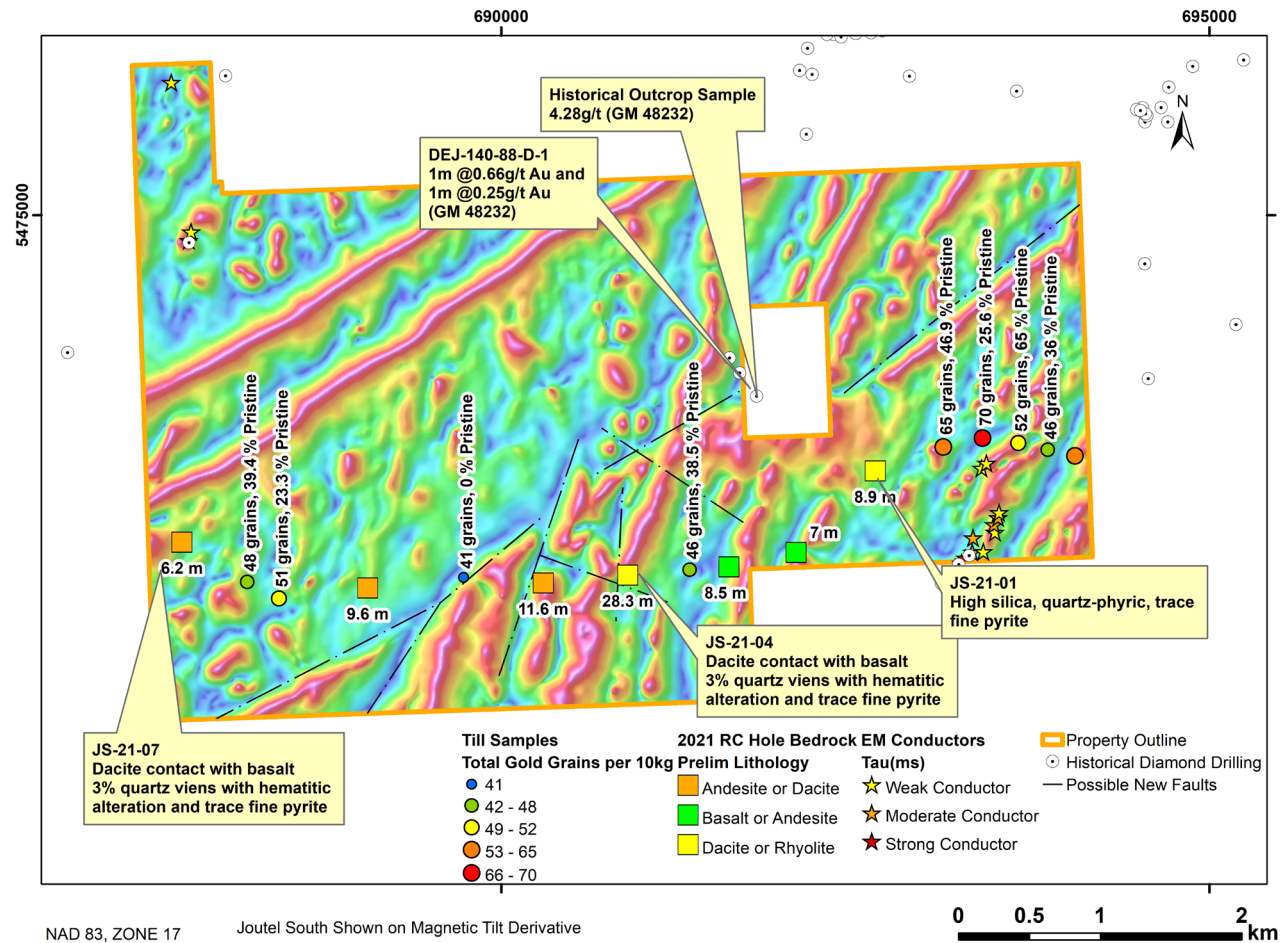 690000
695000
5475000
N
Historical Outcrop Sample
4.28g/t (GM 48232)
DEJ-140-88-D-1
1m @0.66g/t Au and
1m @0.25g/t Au
(GM 48232)
48 grains, 39.4 % Pristine
51 grains, 23.3 % Pristine
41 grains, 0 % Pristine
46 grains, 38.5 % Pristine
65 grains, 46.9 % Pristine
70 grains, 25.6 % Pristine
52 grains, 65 % Pristine
46 grains, 36 % Pristine
6.2 m
9.6 m
11.6 m
28.3 m
8.5 m
7 m
8.9 m
JS-21-01
High silica, quartz-phyric, trace
fine pyrite
JS-21-04
Dacite contact with basalt
3% quartz viens with hematitic
alteration and trace fine pyrite
JS-21-07
Dacite contact with basalt
3% quartz viens with hematitic
alteration and trace fine pyrite
Till Samples
Total Gold Grains per 10kg
41
42 - 48
49 - 52
53 - 65
66 - 70
2021 RC Hole Bedrock
Prelim Lithology
Andesite or Dacite
Basalt or Andesite
Dacite or Rhyolite
EM Conductors
Tau(ms)
Weak Conductor
Moderate Conductor
Strong Conductor
Property Outline
Historical Diamond Drilling
Possible New Faults
NAD 83, ZONE 17
Joutel South Shown on Magnetic Tilt Derivative
0 0.5 1 2
km